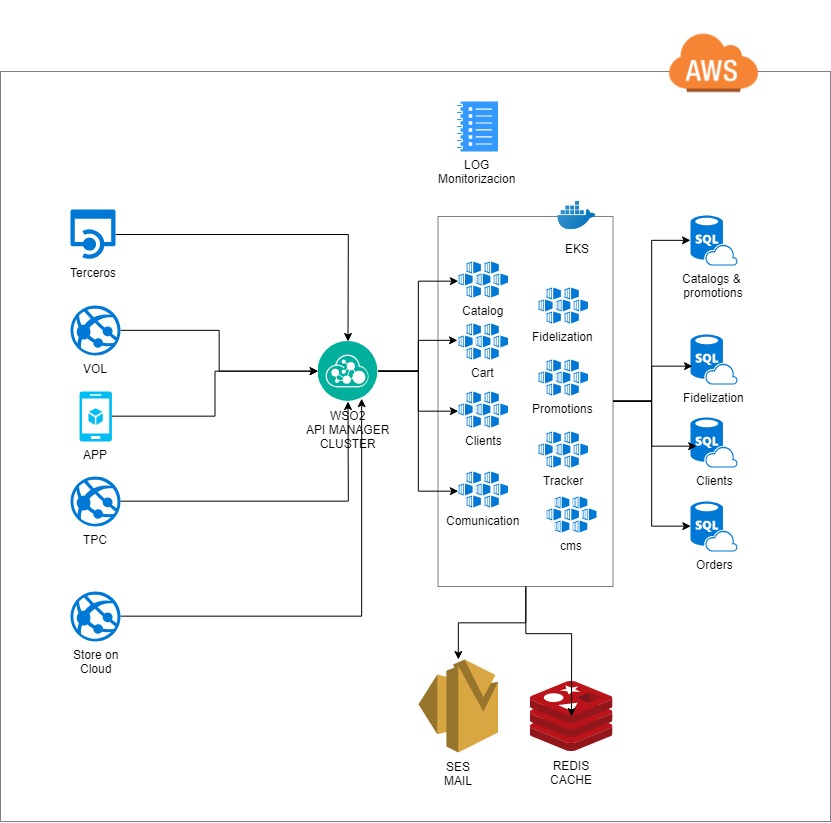 AWS
LOG
Monitorizacion
EKS
Terceros
VOL
APP
TPC
Store on
Cloud
WSO2
API MANAGER
CLUSTER
Catalog
Cart
Clients
Comunication
Fidelization
Promotions
Tracker
cms
SQL
Catalogs &
promotions
SQL
Fidelization
SQL
Clients
SQL
Orders
SES
MAIL
REDIS
CACHE